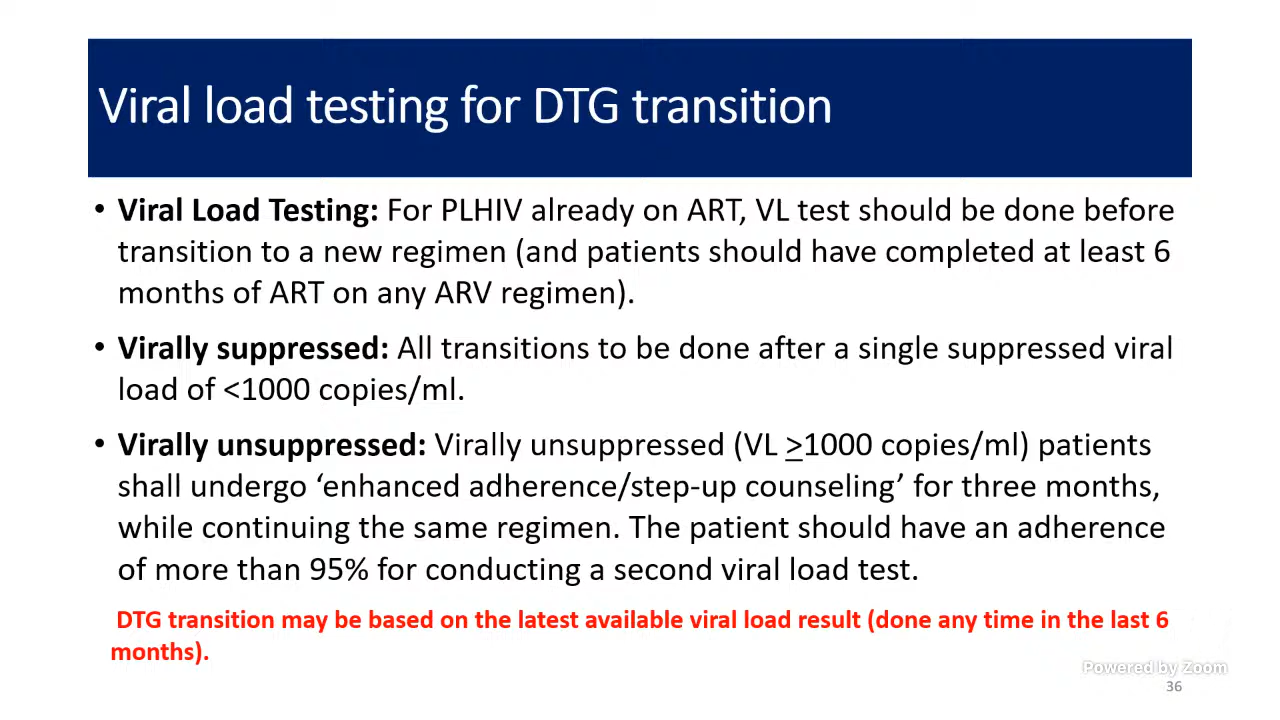 Viral load testing for DTG transition
• Viral Load Testing: For PLHIV already on ART, VL test should be done before
transition to a new regimen (and patients should have completed at least 6
months of ART on any ARV regimen).
• Virally suppressed: All transitions to be done after a single suppressed viral
load of <1000 copies/ml.
• Virally unsuppressed: Virally unsuppressed (VL ≥1000 copies/ml) patients
shall undergo ‘enhanced adherence/step-up counseling’ for three months,
while continuing the same regimen. The patient should have an adherence
of more than 95% for conducting a second viral load test.
DTG transition may be based on the latest available viral load result (done any time in the last 6
months).
Powered by Zoom
36